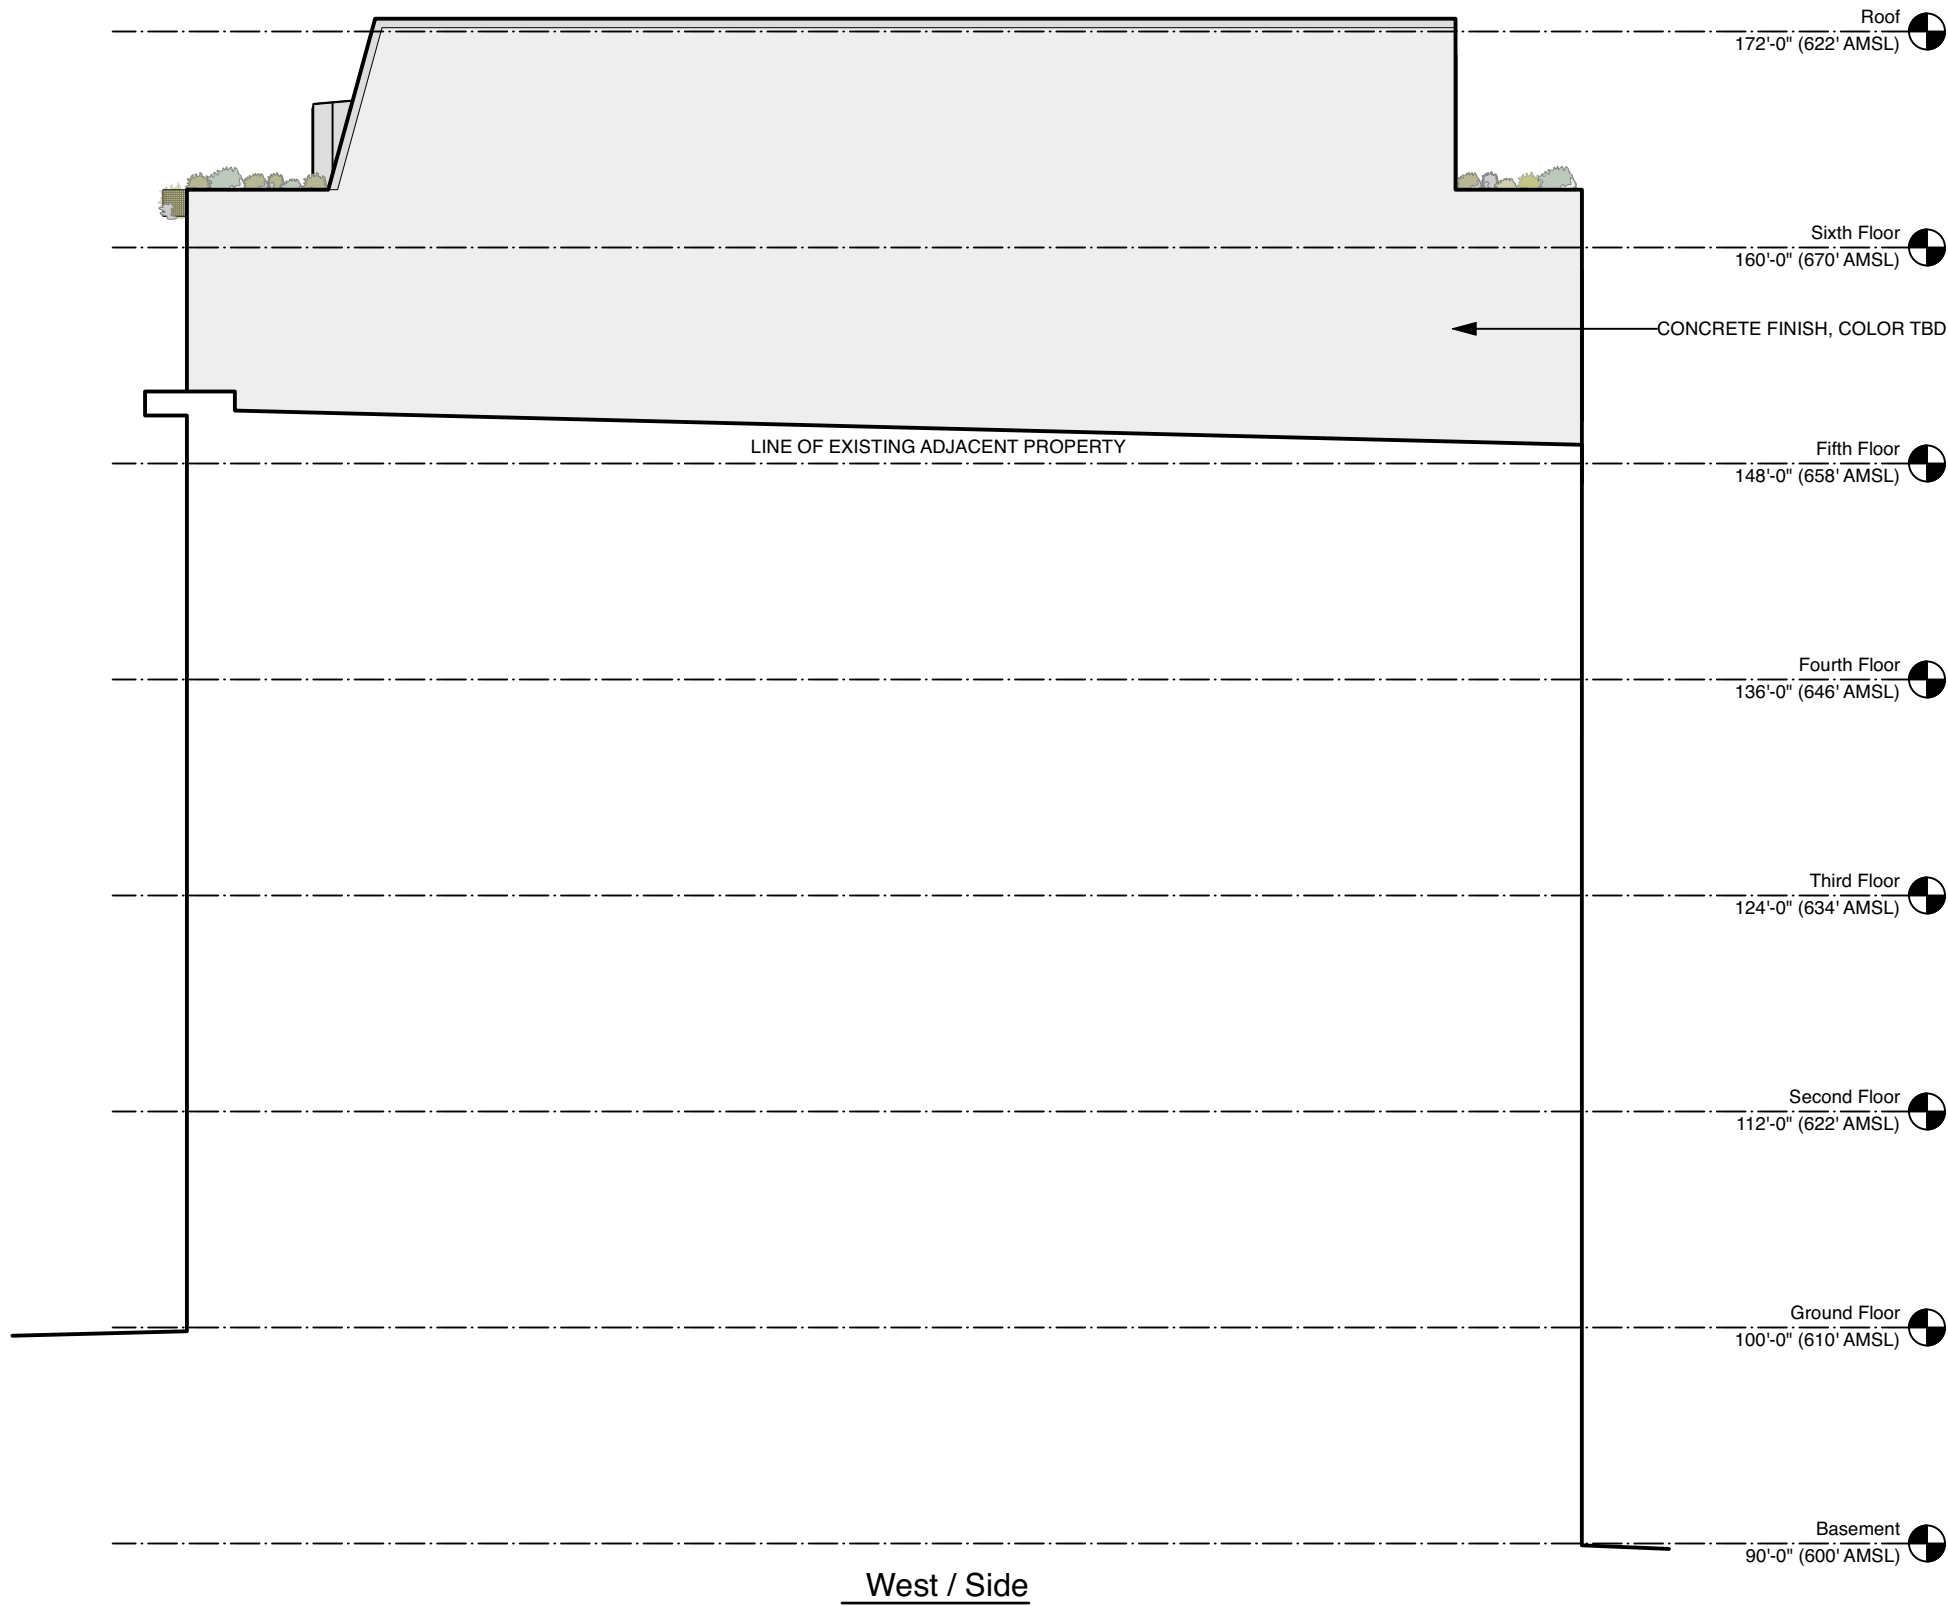 Roof
172'-0" (622' AMSL)
Sixth Floor
160'-0" (670' AMSL)
CONCRETE FINISH, COLOR TBD
LINE OF EXISTING ADJACENT PROPERTY
Fifth Floor
148'-0" (658' AMSL)
Fourth Floor
136'-0" (646' AMSL)
Third Floor
124'-0" (634' AMSL)
Second Floor
112'-0" (622' AMSL)
Ground Floor
100'-0" (610' AMSL)
Basement
90'-0" (600' AMSL)
West / Side